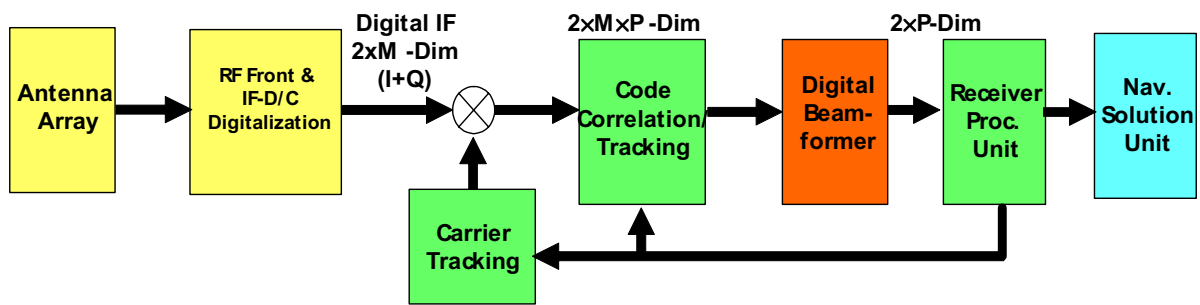 Antenna
Array
RF Front &
IF-D/C
Digitalization
Digital IF
2xM -Dim
(I+Q)
2×M×P -Dim
Code
Correlation/
Tracking
Carrier
Tracking
Digital
Beam-
former
2×P-Dim
Receiver
Proc.
Unit
Nav.
Solution
Unit